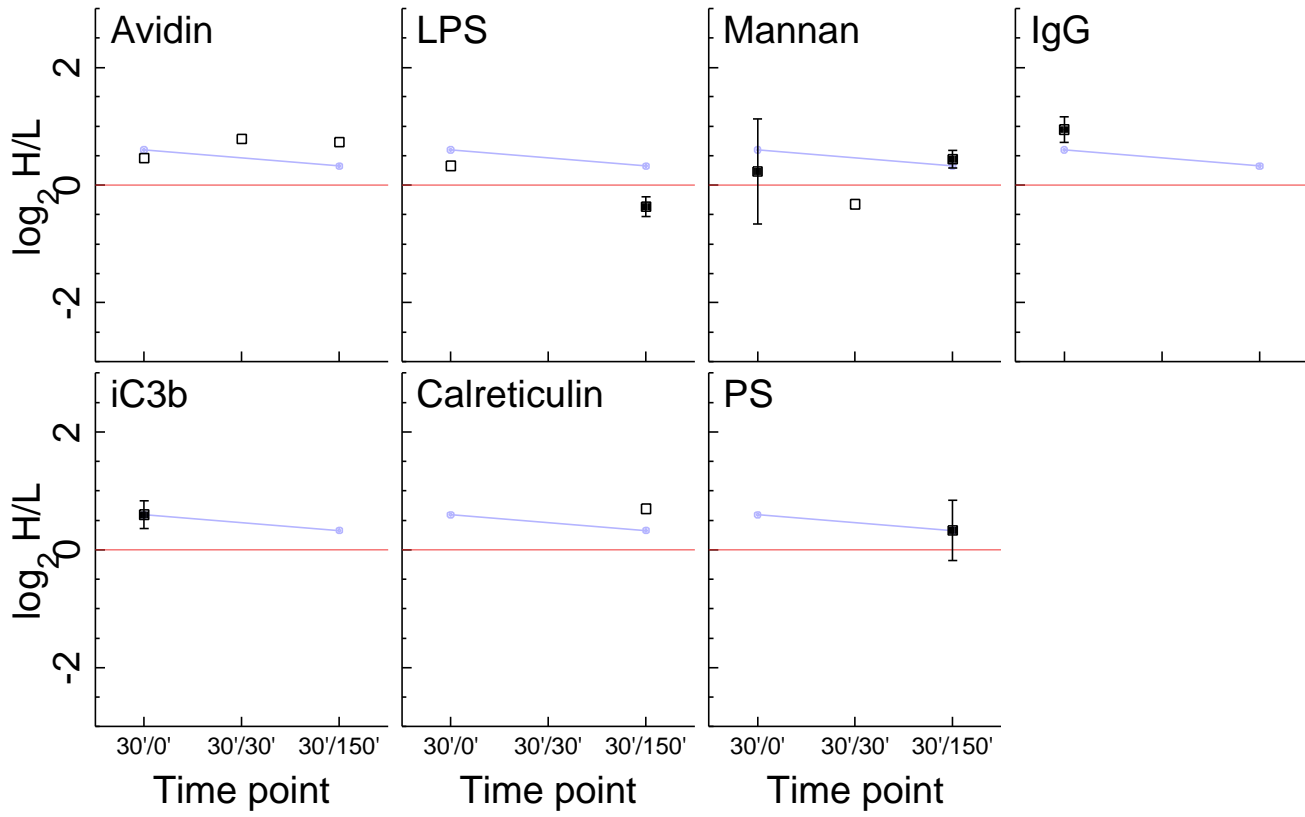 Avidin
LPS
Mannan
IgG
log2 H/L
2
0
-2
iC3b
Calreticulin
PS
log2 H/L
2
0
-2
30'/0' 30'/30' 30'/150'
30'/0' 30'/30' 30'/150'
30'/0' 30'/30' 30'/150'
Time point
Time point
Time point